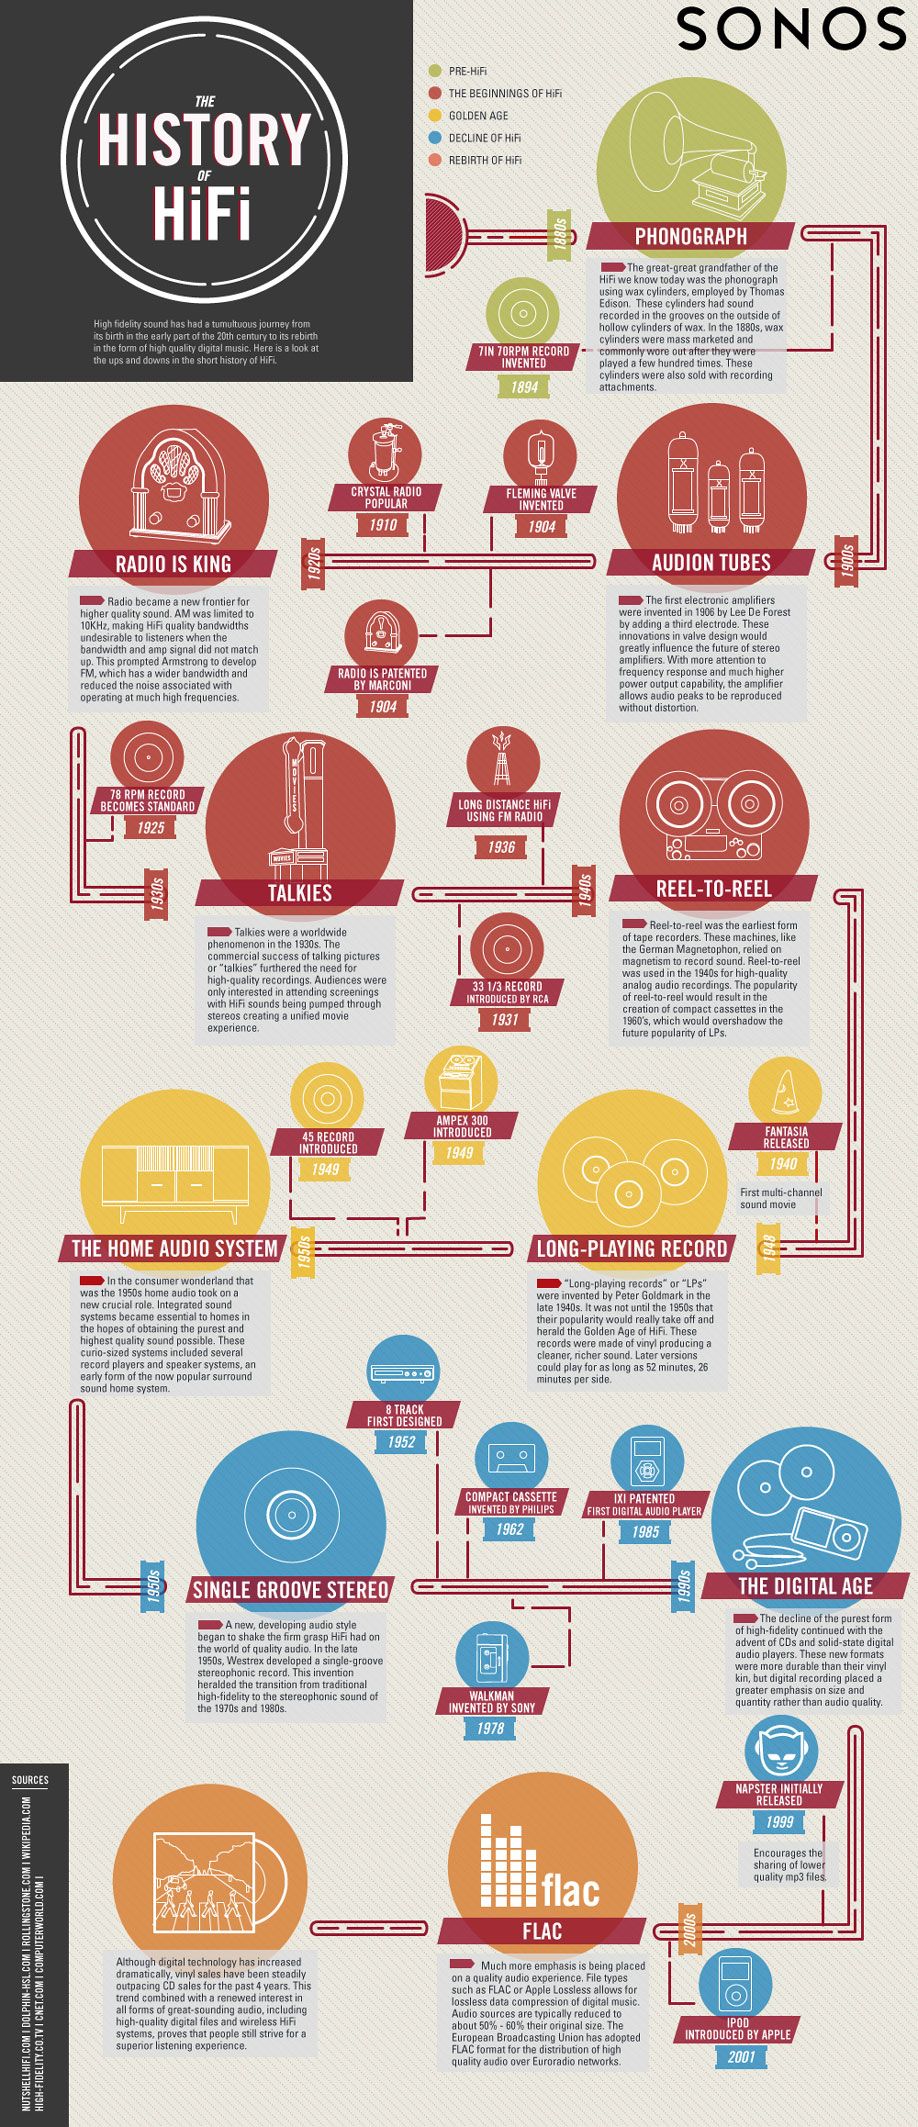 SONOS
THE
HISTORY
OF
HiFi
High fidelity sound has had a tumultuous journey from
its birth in the early part of the 20th century to its rebirth
in the form of high quality digital music. Here is a look at
the ups and downs in the short history of HiFi.
PRE-HiFi
THE BEGINNINGS OF HiFi
GOLDEN AGE
DECLINE OF HiFi
REBIRTH OF HiFi
1880s
PHONOGRAPH
The great-great grandfather of the
HiFi we know today was the phonograph
using wax cylinders, employed by Thomas
Edison. These cylinders had sound
recorded in the grooves on the outside of
hollow cylinders of wax. In the 1880s, wax
cylinders were mass marketed and
commonly wore out after they were
played a few hundred times. These
cylinders were also sold with recording
attachments.
7IN 70RPM RECORD
INVENTED
1894
1900s
AUDION TUBES
The first electronic amplifiers
were invented in 1906 by Lee De Forest
by adding a third electrode. These
innovations in valve design would
greatly influence the future of stereo
amplifiers. With more attention to
frequency response and much higher
power output capability, the amplifier
allows audio peaks to be reproduced
without distortion.
FLEMING VALVE
INVENTED
1904
CRYSTAL RADIO
POPULAR
1910
RADIO IS PATENTED
BY MARCONI
1904
1920s
RADIO IS KING
Radio became a new frontier for
higher quality sound. AM was limited to
10KHz, making HiFi quality bandwidths
undesirable to listeners when the
bandwidth and amp signal did not match
up. This prompted Armstrong to develop
FM, which has a wider bandwidth and
reduced the noise associated with
operating at much high frequencies.
78 RPM RECORD
BECOMES STANDARD
1925
1930s
MOVIES
MOVIES
TALKIES
Talkies were a worldwide
phenomenon in the 1930s. The
commercial success of talking pictures
or "talkies" furthered the need for
high-quality recordings. Audiences were
only interested in attending screenings
with HiFi sounds being pumped through
stereos creating a unified movie
experience.
LONG DISTANCE HiFi
USING FM RADIO
1936
33 1/3 RECORD
INTRODUCED BY RCA
1931
1940s
REEL-TO-REEL
Reel-to-reel was the earliest form
of tape recorders. These machines, like
the German Magnetophon, relied on
magnetism to record sound. Reel-to-reel
was used in the 1940s for high-quality
analog audio recordings. The popularity
of reel-to-reel would result in the
creation of compact cassettes in the
1960's, which would overshadow the
future popularity of LPs.
FANTASIA
RELEASED
1940
First multi-channel
sound movie
1948
LONG-PLAYING RECORD
"Long-playing records" or "LPs"
were invented by Peter Goldmark in the
late 1940s. It was not until the 1950s that
their popularity would really take off and
herald the Golden Age of HiFi. These
records were made of vinyl producing a
cleaner, richer sound. Later versions
could play for as long as 52 minutes, 26
minutes per side.
AMPEX 300
INTRODUCED
1949
45 RECORD
INTRODUCED
1949
1950s
THE HOME AUDIO SYSTEM
In the consumer wonderland that
was the 1950s home audio took on a
new crucial role. Integrated sound
systems became essential to homes in
the hopes of obtaining the purest and
highest quality sound possible. These
curio-sized systems included several
record players and speaker systems, an
early form of the now popular surround
sound home system.
1950s
SINGLE GROOVE STEREO
A new, developing audio style
began to shake the firm grasp HiFi had on
the world of quality audio. In the late
1950s, Westrex developed a single-groove
stereophonic record. This invention
heralded the transition from traditional
high-fidelity to the stereophonic sound of
the 1970s and 1980s.
8 TRACK
FIRST DESIGNED
1952
COMPACT CASSETTE
INVENTED BY PHILIPS
1962
IXI PATENTED
FIRST DIGITAL AUDIO PLAYER
1985
WALKMAN
INVENTED BY SONY
1978
1990s
THE DIGITAL AGE
The decline of the purest form
of high-fidelity continued with the
advent of CDs and solid-state digital
audio players. These new formats
were more durable than their vinyl
kin, but digital recording placed a
greater emphasis on size and
quantity rather than audio quality.
NAPSTER INITIALLY
RELEASED
1999
Encourages the
sharing of lower
quality mp3 files.
2000s
IPOD
INTRODUCED BY APPLE
2001
flac
FLAC
Much more emphasis is being placed
on a quality audio experience. File types
such as FLAC or Apple Lossless allows for
lossless data compression of digital music.
Audio sources are typically reduced to
about 50% - 60% their original size. The
European Broadcasting Union has adopted
FLAC format for the distribution of high
quality audio over Euroradio networks.
Although digital technology has increased
dramatically, vinyl sales have been steadily
outpacing CD sales for the past 4 years. This
trend combined with a renewed interest in
all forms of great-sounding audio, including
high-quality digital files and wireless HiFi
systems, proves that people still strive for a
superior listening experience.
SOURCES
NUTSHELLHIFI.COM | DOLPHIN-HSL.COM | ROLLINGSTONE.COM | WIKIPEDIA.COM
HIGH-FIDELITY.CO.TV | CNET.COM | COMPUTERWORLD.COM |